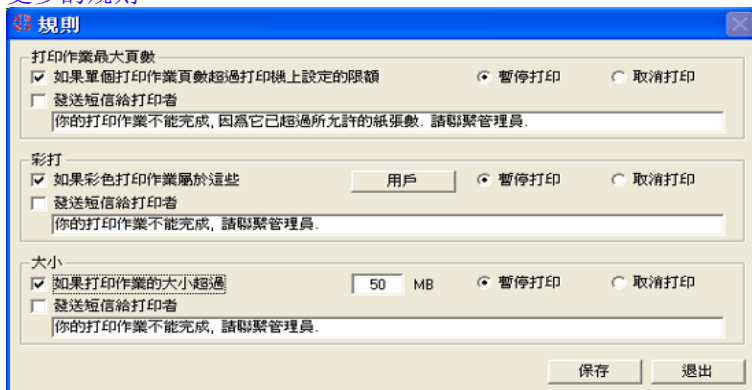 更多的規則
規則
打印作業最大頁數
如果單個打印作業頁數超過打印機上設定的限額 暫停打印 取消打印
發送短信給打印者
你的打印作業不能完成, 因爲它已超過所允許的紙張數. 請聯繫管理員.
彩打
如果彩色打印作業屬於這些 用戶 暫停打印 取消打印
發送短信給打印者
你的打印作業不能完成, 請聯繫管理員.
大小
如果打印作業的大小超過 50 MB 暫停打印 取消打印
發送短信給打印者
你的打印作業不能完成, 請聯繫管理員.
保存 退出